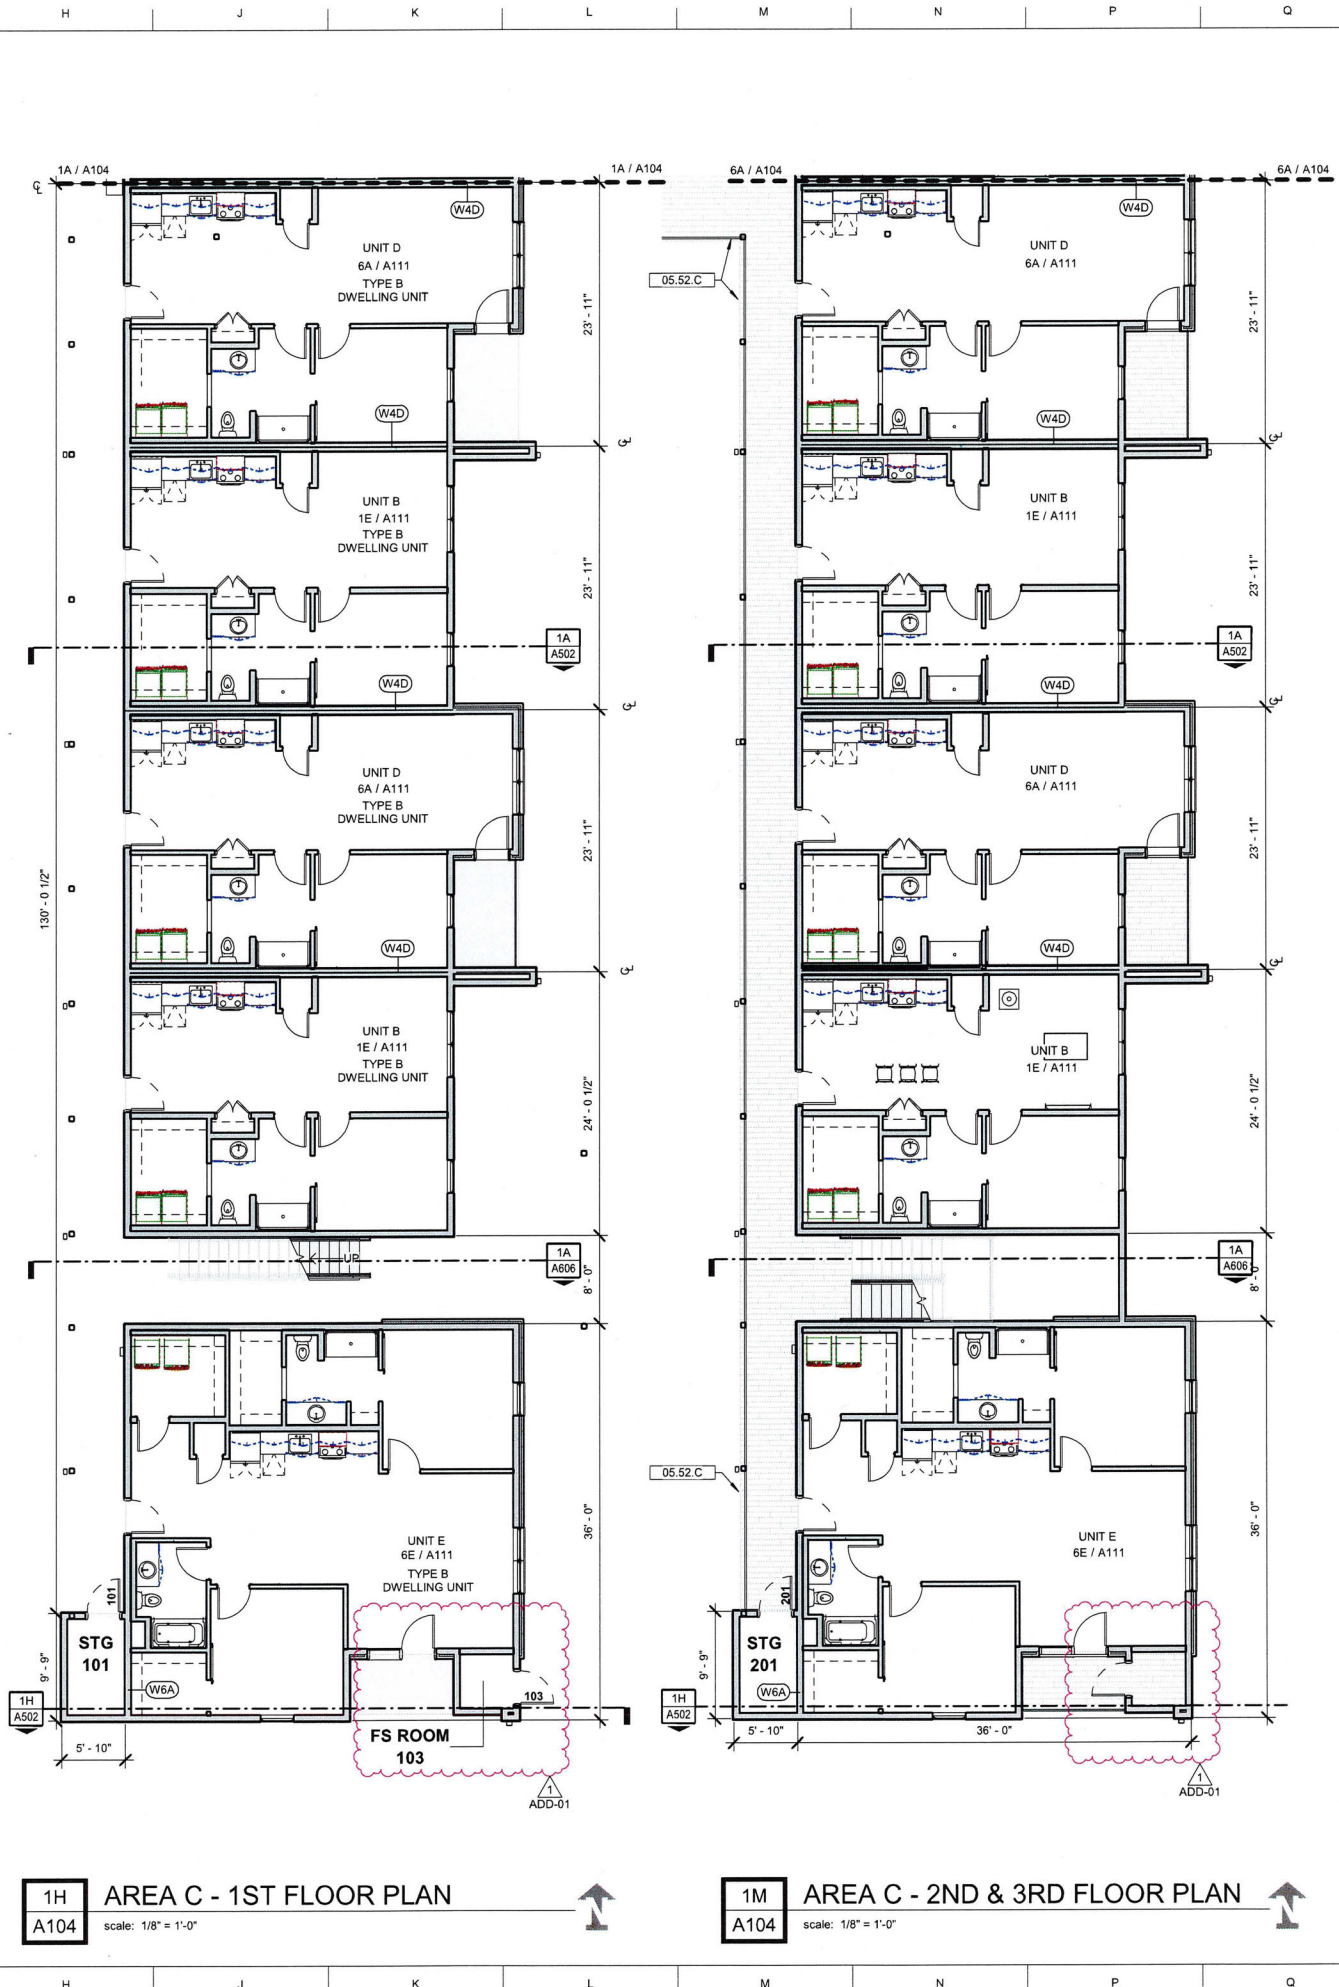 H J K L M N P Q
1A / A104
1A / A104
6A / A104
6A / A104
W4D
UNIT D
6A / A111
TYPE B
DWELLING UNIT
23' - 11"
W4D
UNIT B
1E / A111
TYPE B
DWELLING UNIT
23' - 11"
1A
A502
W4D
UNIT D
6A / A111
TYPE B
DWELLING UNIT
23' - 11"
130' - 0 1/2"
W4D
UNIT B
1E / A111
TYPE B
DWELLING UNIT
24' - 0 1/2"
UP
1A
A606
8' - 0"
UNIT E
6E / A111
TYPE B
DWELLING UNIT
36' - 0"
101
STG
101
9' - 9"
W6A
1H
A502
103
FS ROOM
103
5' - 10"
1
ADD-01
W4D
UNIT D
6A / A111
05.52.C
23' - 11"
W4D
UNIT B
1E / A111
23' - 11"
1A
A502
W4D
UNIT D
6A / A111
23' - 11"
W4D
UNIT B
1E / A111
24' - 0 1/2"
1A
A606
8' - 0"
05.52.C
UNIT E
6E / A111
36' - 0"
201
STG
201
9' - 9"
W6A
1H
A502
5' - 10"
36' - 0"
1
ADD-01
1H
A104
AREA C - 1ST FLOOR PLAN
scale: 1/8" = 1'-0"
N
1M
A104
AREA C - 2ND & 3RD FLOOR PLAN
scale: 1/8" = 1'-0"
N
H J K L M N P Q